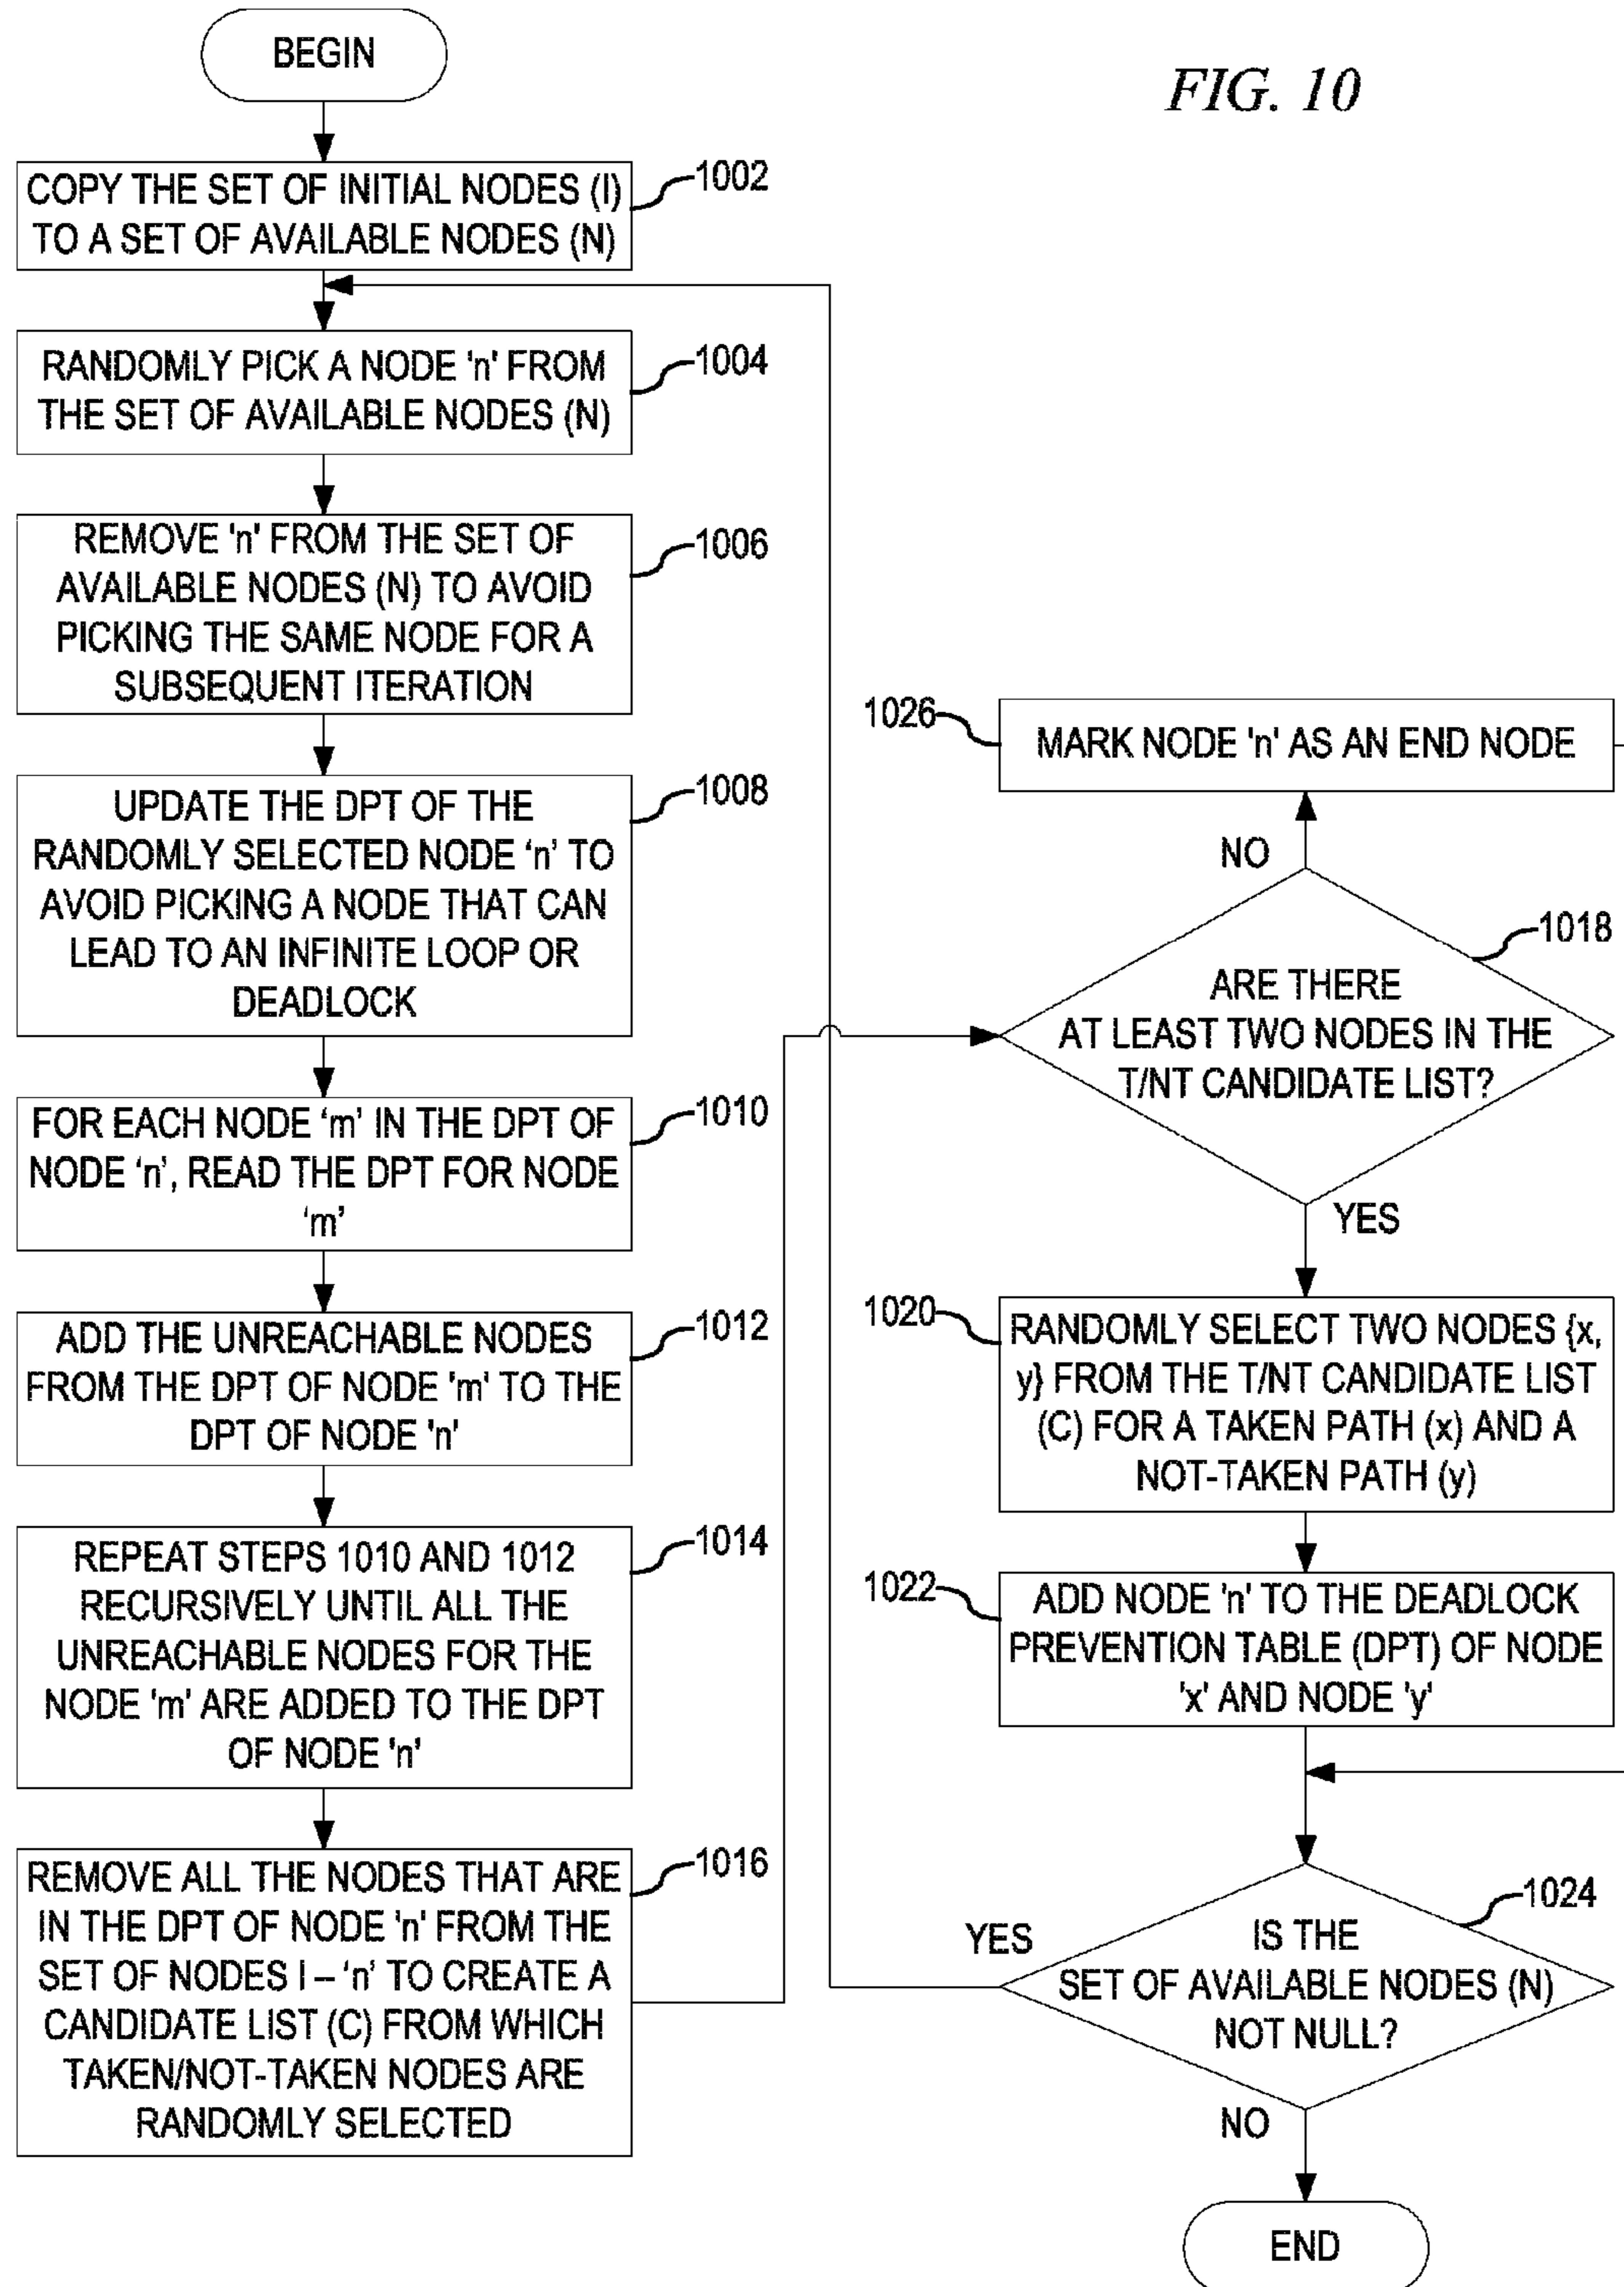 BEGIN
FIG. 10
COPY THE SET OF INITIAL NODES (I)
TO A SET OF AVAILABLE NODES (N)
1002
RANDOMLY PICK A NODE 'n' FROM
THE SET OF AVAILABLE NODES (N)
1004
REMOVE 'n' FROM THE SET OF
AVAILABLE NODES (N) TO AVOID
PICKING THE SAME NODE FOR A
SUBSEQUENT ITERATION
1006
UPDATE THE DPT OF THE
RANDOMLY SELECTED NODE ‘n’ TO
AVOID PICKING A NODE THAT CAN
LEAD TO AN INFINITE LOOP OR
DEADLOCK
1008
FOR EACH NODE ‘m’ IN THE DPT OF
NODE ‘n’, READ THE DPT FOR NODE
‘m’
1010
ADD THE UNREACHABLE NODES
FROM THE DPT OF NODE 'm' TO THE
DPT OF NODE 'n'
1012
REPEAT STEPS 1010 AND 1012
RECURSIVELY UNTIL ALL THE
UNREACHABLE NODES FOR THE
NODE 'm' ARE ADDED TO THE DPT
OF NODE 'n'
1014
REMOVE ALL THE NODES THAT ARE
IN THE DPT OF NODE 'n' FROM THE
SET OF NODES I – 'n' TO CREATE A
CANDIDATE LIST (C) FROM WHICH
TAKEN/NOT-TAKEN NODES ARE
RANDOMLY SELECTED
1016
1026
MARK NODE 'n' AS AN END NODE
NO
1018
ARE THERE
AT LEAST TWO NODES IN THE
T/NT CANDIDATE LIST?
YES
1020
RANDOMLY SELECT TWO NODES {x,
y} FROM THE T/NT CANDIDATE LIST
(C) FOR A TAKEN PATH (x) AND A
NOT-TAKEN PATH (y)
1022
ADD NODE 'n' TO THE DEADLOCK
PREVENTION TABLE (DPT) OF NODE
'x' AND NODE 'y'
1024
YES
IS THE
SET OF AVAILABLE NODES (N)
NOT NULL?
NO
END